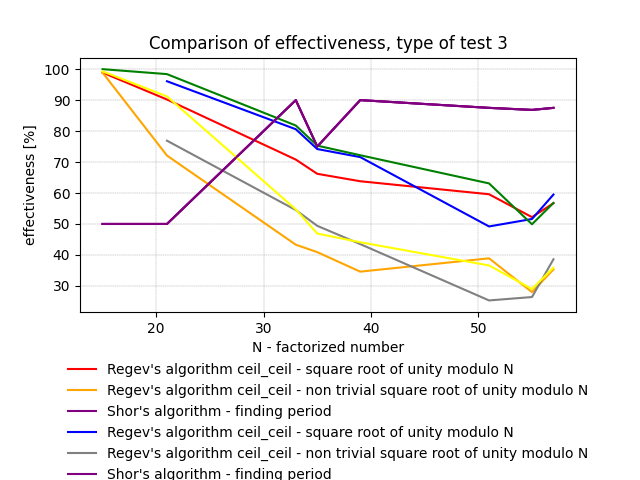 Comparison of effectiveness, type of test 3
100
90
80
70
60
50
40
30
effectiveness [%]
20 30 40 50
N - factorized number
Regev's algorithm ceil_ceil - square root of unity modulo N
Regev's algorithm ceil_ceil - non trivial square root of unity modulo N
Shor's algorithm - finding period
Regev's algorithm ceil_ceil - square root of unity modulo N
Regev's algorithm ceil_ceil - non trivial square root of unity modulo N
Shor's algorithm - finding period